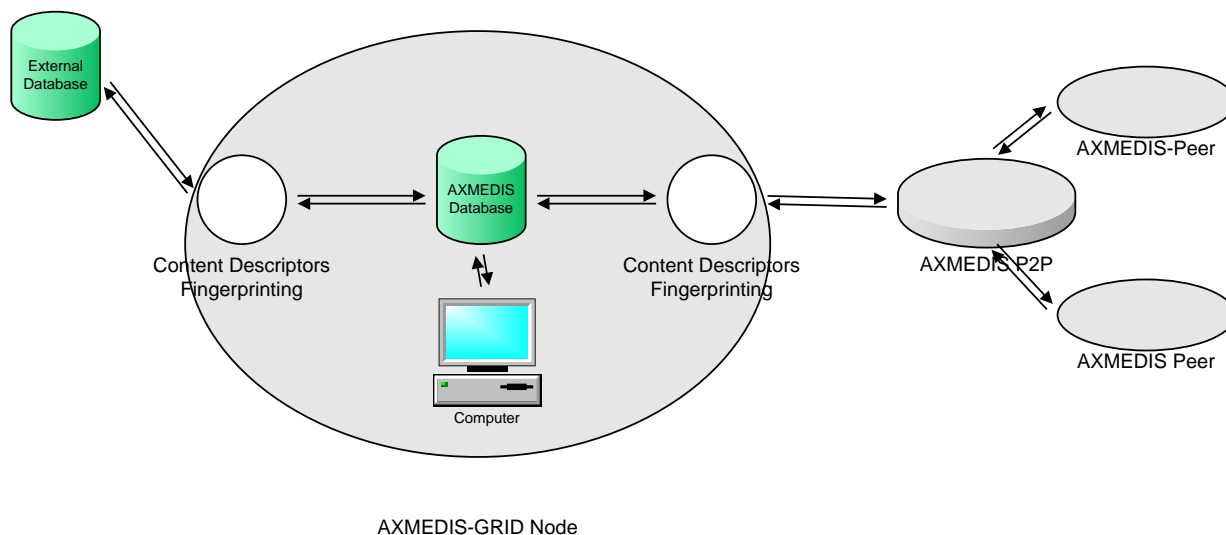 External
Database
AXMEDIS
Database
AXMEDIS-Peer
Content Descriptors
Fingerprinting
Content Descriptors
Fingerprinting
AXMEDIS P2P
AXMEDIS Peer
Computer
AXMEDIS-GRID Node